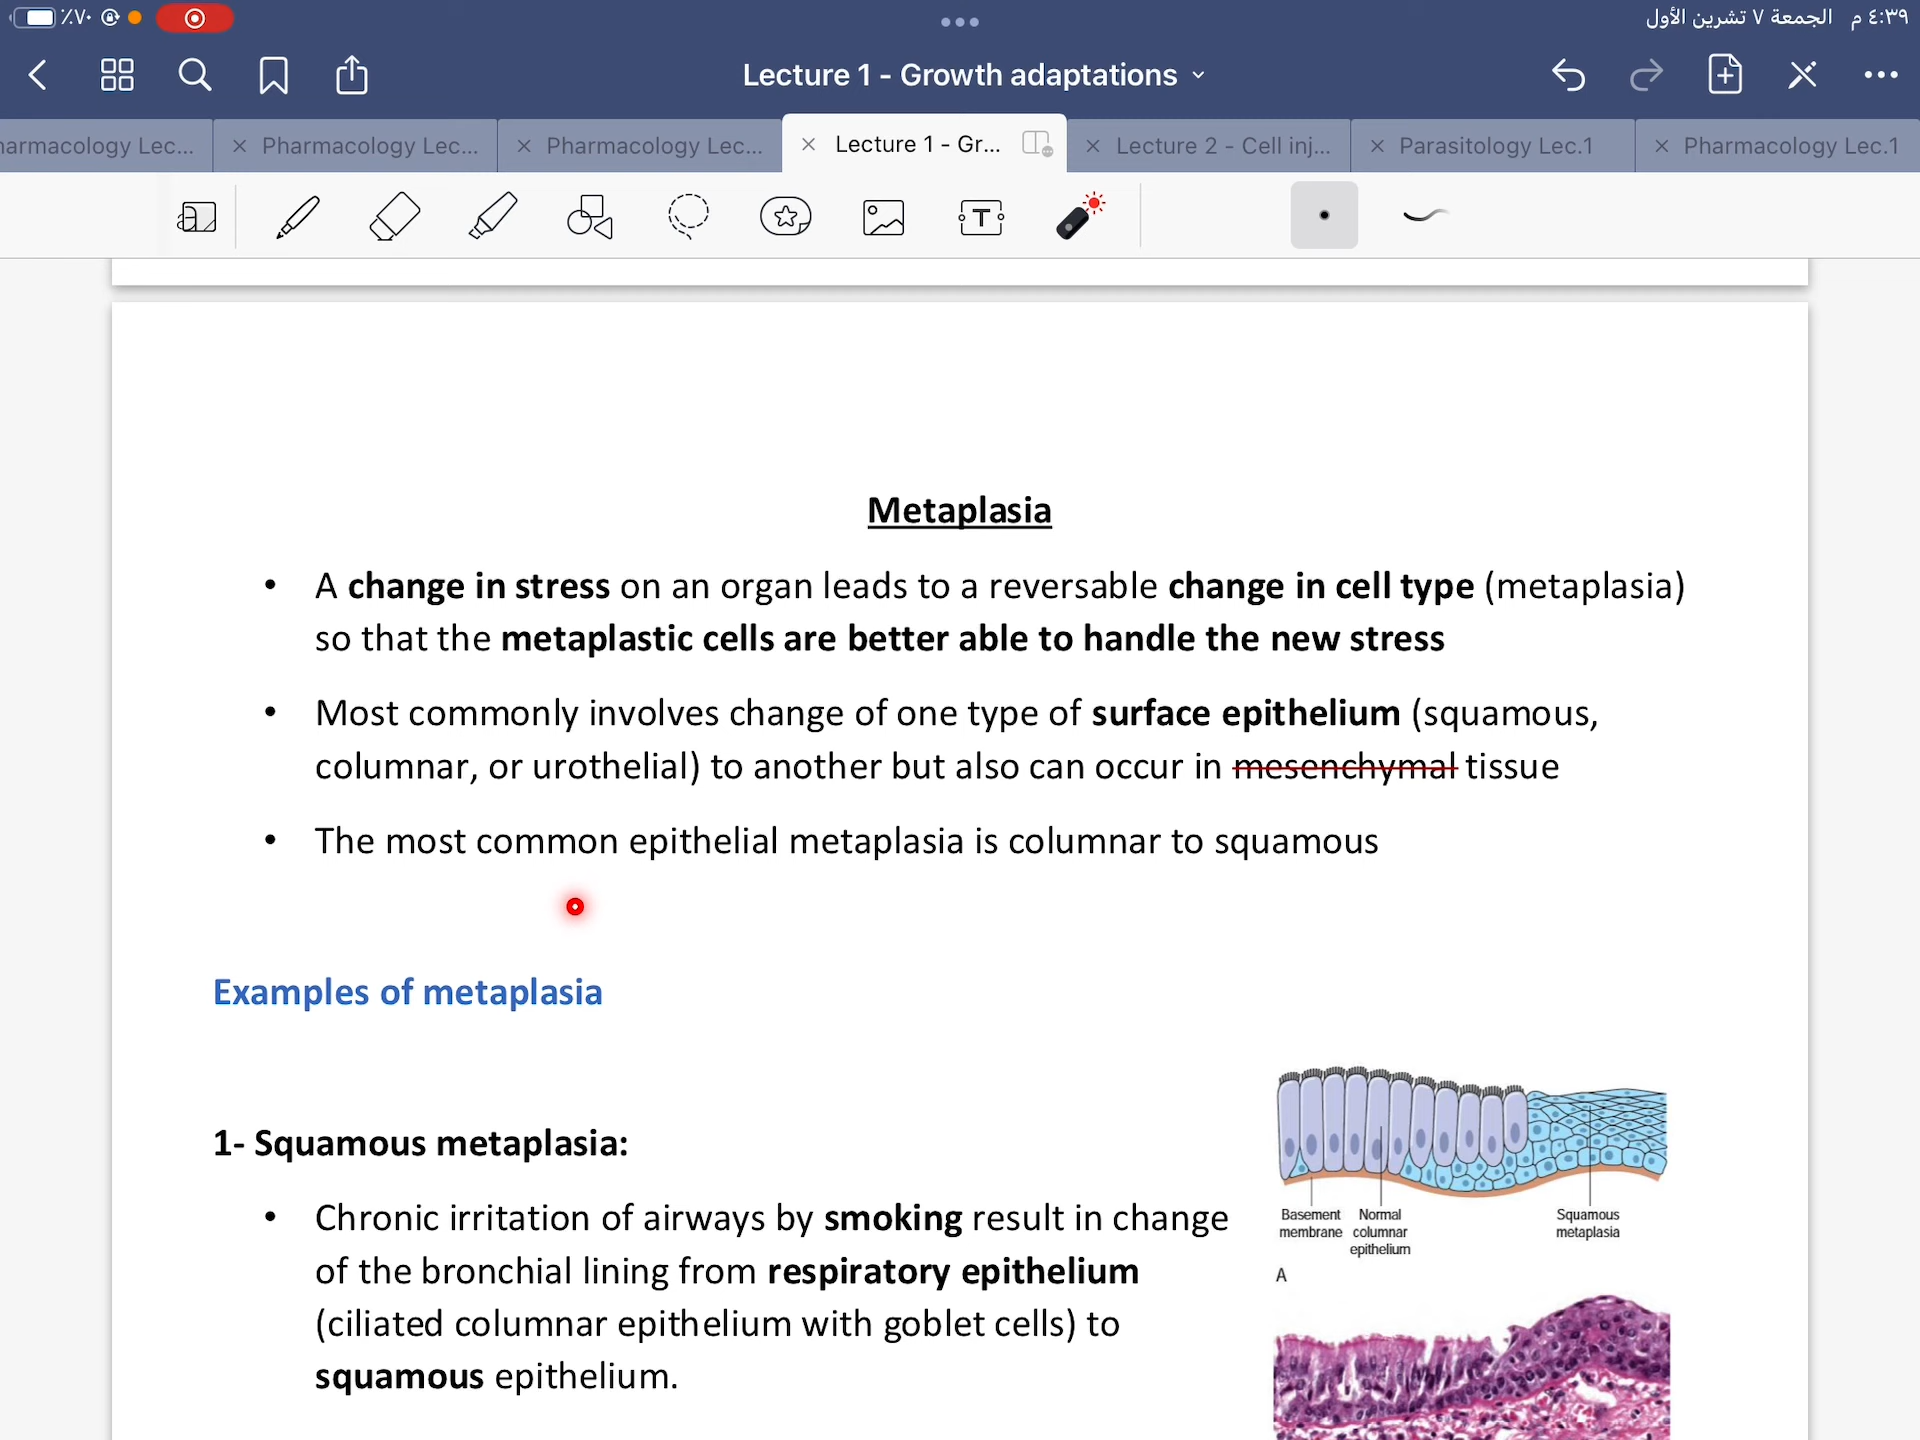 ٪٧٠
الجمعة ٧ تشرين الأول ٤:٣٩ م
Lecture 1 - Growth adaptations
armacology Lec...
Pharmacology Lec...
Pharmacology Lec...
Lecture 1 - Gr...
Lecture 2 - Cell inj...
Parasitology Lec.1
Pharmacology Lec.1
Metaplasia
• A change in stress on an organ leads to a reversable change in cell type (metaplasia)
so that the metaplastic cells are better able to handle the new stress
• Most commonly involves change of one type of surface epithelium (squamous,
columnar, or urothelial) to another but also can occur in mesenchymal tissue
• The most common epithelial metaplasia is columnar to squamous
Examples of metaplasia
1- Squamous metaplasia:
• Chronic irritation of airways by smoking result in change
of the bronchial lining from respiratory epithelium
(ciliated columnar epithelium with goblet cells) to
squamous epithelium.
Basement
membrane
Normal
columnar
epithelium
Squamous
metaplasia
A